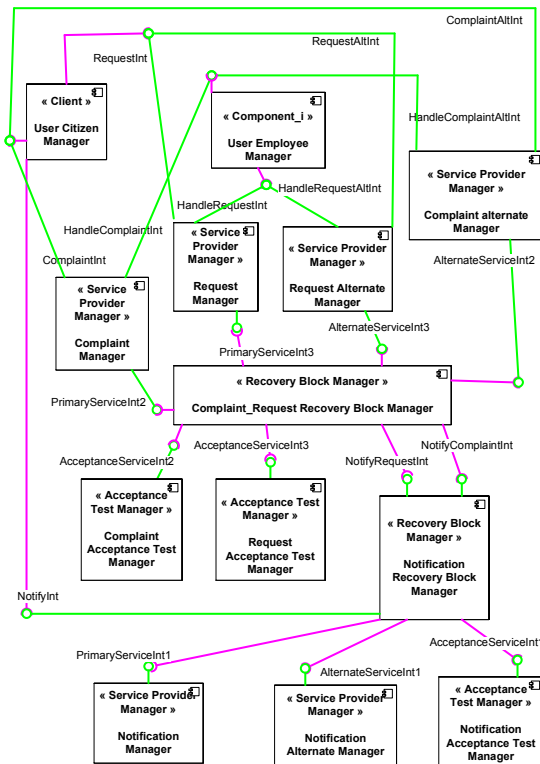 ComplaintAltInt
RequestAltInt
RequestInt
« Client »
User Citizen
Manager
« Component_i »
User Employee
Manager
HandleComplaintAltInt
« Service Provider
Manager »
Complaint alternate
Manager
HandleRequestAltInt
HandleRequestInt
HandleComplaintInt
« Service
Provider
Manager »
Request
Manager
« Service Provider
Manager »
Request Alternate
Manager
ComplaintInt
AlternateServiceInt2
« Service
Provider
Manager »
Complaint
Manager
AlternateServiceInt3
PrimaryServiceInt3
« Recovery Block Manager »
Complaint_Request Recovery Block Manager
PrimaryServiceInt2
AcceptanceServiceInt3
NotifyComplaintInt
AcceptanceServiceInt2
NotifyRequestInt
« Acceptance
Test Manager »
Complaint
Acceptance Test
Manager
« Acceptance Test
Manager »
Request
Acceptance Test
Manager
« Recovery Block
Manager »
Notification
Recovery Block
Manager
NotifyInt
PrimaryServiceInt1
AlternateServiceInt1
AcceptanceServiceInt1
« Service Provider
Manager »
Notification
Manager
« Service Provider
Manager »
Notification
Alternate Manager
« Acceptance
Test Manager »
Notification
Acceptance Test
Manager